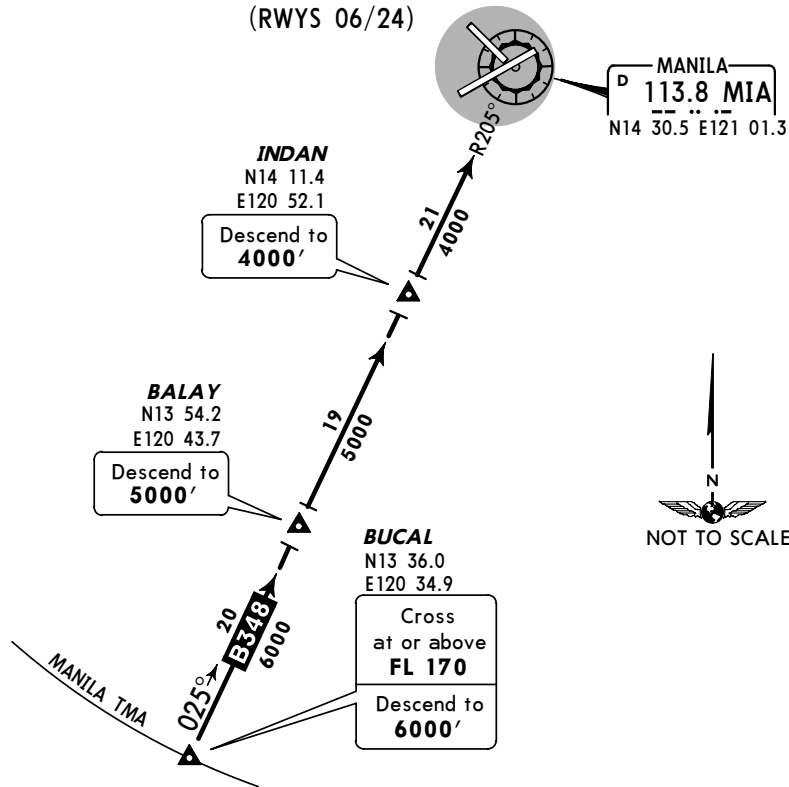 (RWYS 06/24)
MANILA
D 113.8 MIA
N14 30.5 E121 01.3
R205°
INDAN
N14 11.4
E120 52.1
Descend to
4000'
21
4000
BALAY
N13 54.2
E120 43.7
Descend to
5000'
19
5000
N
NOT TO SCALE
BUCAL
N13 36.0
E120 34.9
Cross
at or above
FL 170
Descend to
6000'
20
B348
6000
025°
MANILA TMA